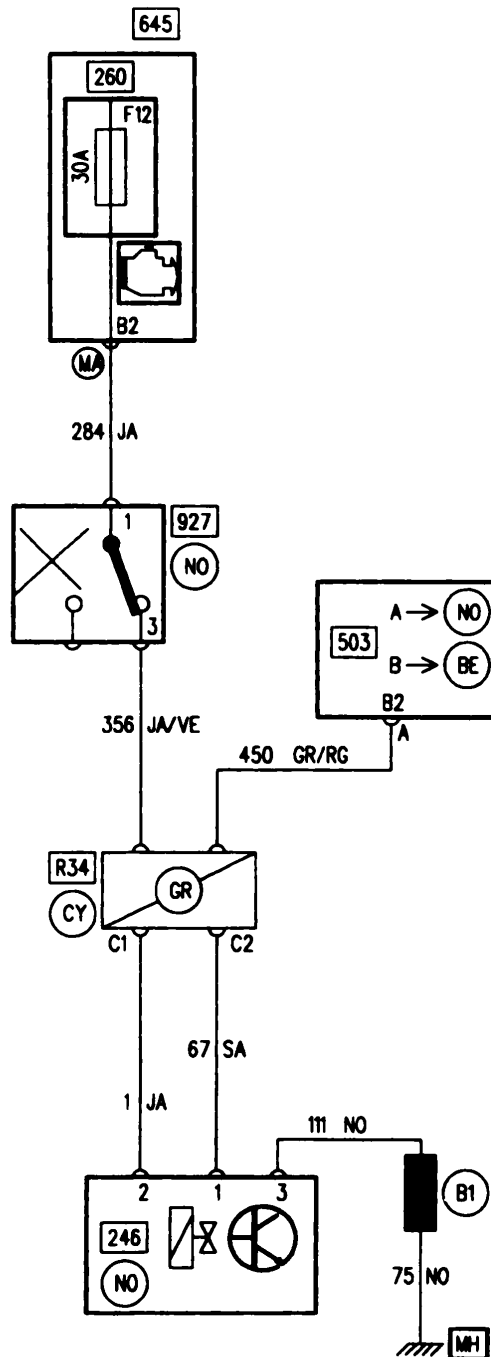 645
260
F12
30A
B2
MA
284 JA
1
927
NO
3
A → NO
503
B → BE
B2
A
356 JA/VE
450 GR/RG
R34
GR
CY
C1
C2
67 SA
1 JA
111 NO
2
1
3
246
NO
B1
75 NO
MH